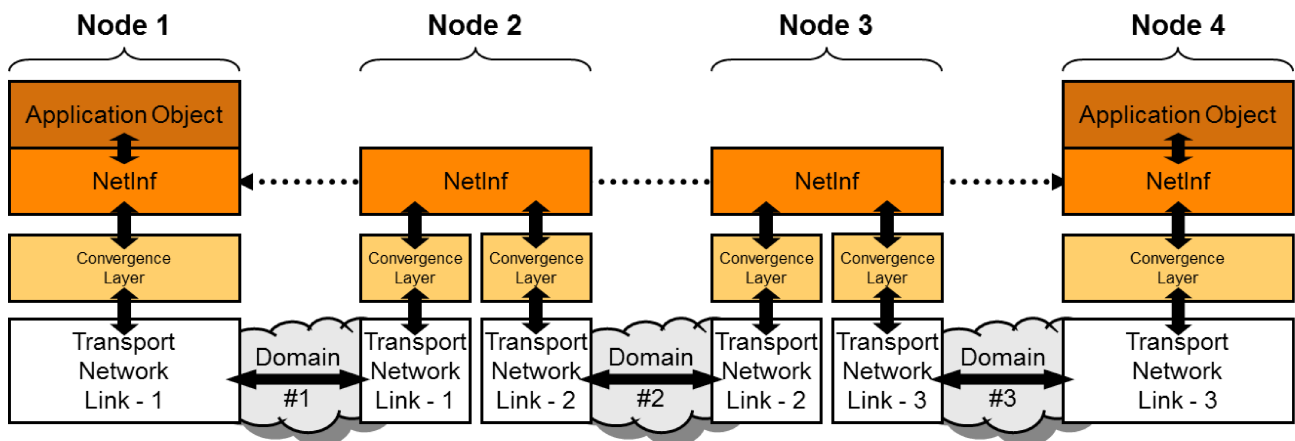 Node 1
Node 2
Node 3
Node 4
Application Object
Application Object
NetInf
NetInf
NetInf
NetInf
Convergence
Layer
Convergence
Layer
Convergence
Layer
Convergence
Layer
Convergence
Layer
Convergence
Layer
Transport
Network
Link - 1
Domain
#1
Transport
Network
Link - 1
Transport
Network
Link - 2
Domain
#2
Transport
Network
Link - 2
Transport
Network
Link - 3
Domain
#3
Transport
Network
Link - 3